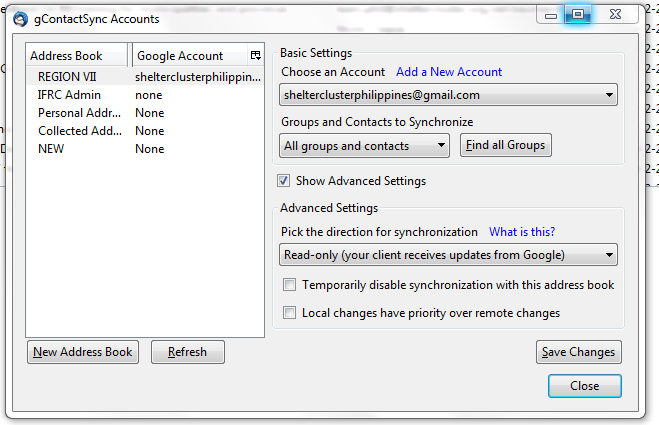 gContactSync Accounts
Address Book Google Account
REGION VII shelterclusterphilippin...
IFRC Admin none
Personal Addr... None
Collected Add... None
NEW None
New Address Book Refresh
Basic Settings
Choose an Account Add a New Account
shelterclusterphilippines@gmail.com
Groups and Contacts to Synchronize
All groups and contacts Find all Groups
Show Advanced Settings
Advanced Settings
Pick the direction for synchronization What is this?
Read-only (your client receives updates from Google)
Temporarily disable synchronization with this address book
Local changes have priority over remote changes
Save Changes
Close